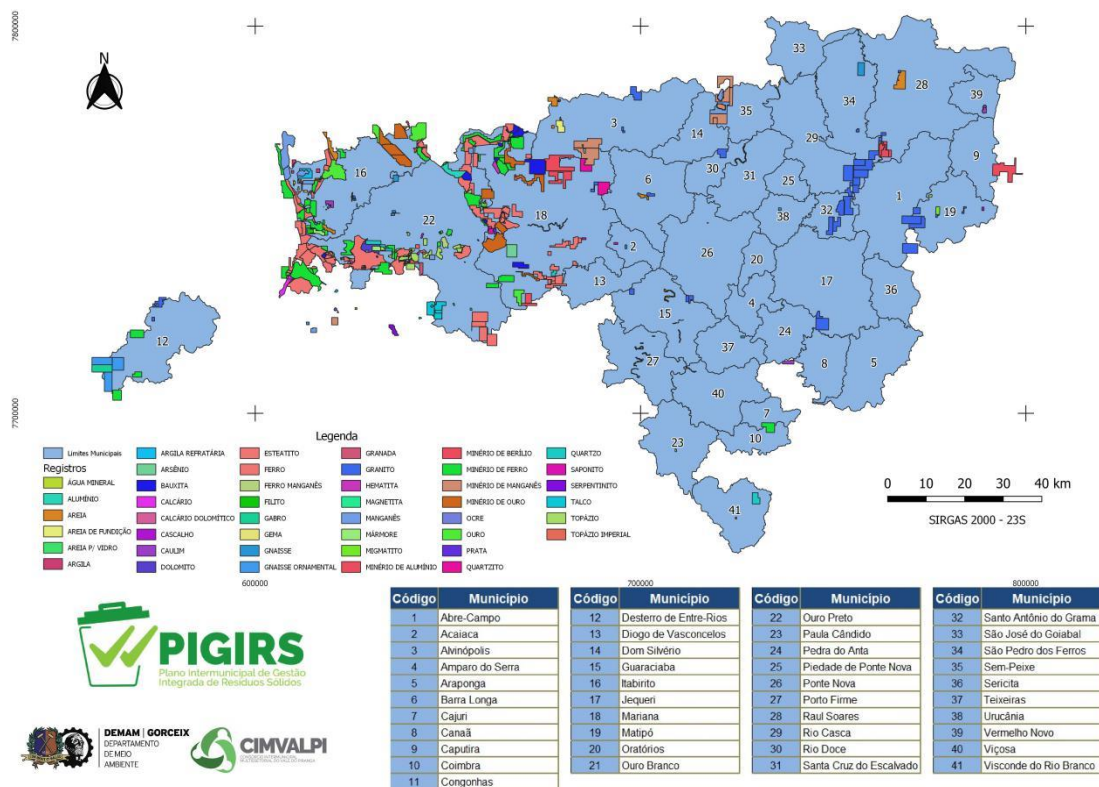 7800000
N
33
28
34
39
3
35
14
29
16
30
9
6
31
25
1
18
22
38
32
19
2
26
20
13
17
36
4
15
12
24
37
27
8
5
40
7700000
7
10
23
41
Legenda
Limites Municipais
Registros
ÁGUA MINERAL
ALUMÍNIO
AREIA
AREIA DE FUNDIÇÃO
AREIA P/ VIDRO
ARGILA
ARGILA REFRATÁRIA
ARSÊNIO
BAUXITA
CALCÁRIO
CALCÁRIO DOLOMÍTICO
CASCALHO
CAULIM
DOLOMITO
ESTEATITO
FERRO
FERRO MANGANÊS
FILITO
GABRO
GEMA
GNAISSE
GNAISSE ORNAMENTAL
GRANADA
GRANITO
HEMATITA
MAGNETITA
MANGANÊS
MÁRMORE
MIGMATITO
MINÉRIO DE ALUMÍNIO
MINÉRIO DE BERÍLIO
MINÉRIO DE FERRO
MINÉRIO DE MANGANÊS
MINÉRIO DE OURO
OCRE
OURO
PRATA
QUARTZITO
QUARTZO
SAPONITO
SERPENTINITO
TALCO
TOPÁZIO
TOPÁZIO IMPERIAL
0 10 20 30 40 km
SIRGAS 2000 - 23S
600000 700000 800000
PIGIRS
Plano Intermunicipal de Gestão
Integrada de Resíduos Sólidos
DEMAM | GORCEIX
DEPARTAMENTO
DE MEIO
AMBIENTE
CIMVALPI
Código Município
1 Abre-Campo
2 Acaiaca
3 Alvinópolis
4 Amparo do Serra
5 Araponga
6 Barra Longa
7 Cajuri
8 Canaã
9 Caputira
10 Coimbra
11 Congonhas
Código Município
12 Desterro de Entre-Rios
13 Diogo de Vasconcelos
14 Dom Silvério
15 Guaraciaba
16 Itabirito
17 Jequeri
18 Mariana
19 Matipó
20 Oratórios
21 Ouro Branco
Código Município
22 Ouro Preto
23 Paula Cândido
24 Pedra do Anta
25 Piedade de Ponte Nova
26 Ponte Nova
27 Porto Firme
28 Raul Soares
29 Rio Casca
30 Rio Doce
31 Santa Cruz do Escalvado
Código Município
32 Santo Antônio do Grama
33 São José do Goiabal
34 São Pedro dos Ferros
35 Sem-Peixe
36 Sericita
37 Teixeiras
38 Urucânia
39 Vermelho Novo
40 Viçosa
41 Visconde do Rio Branco